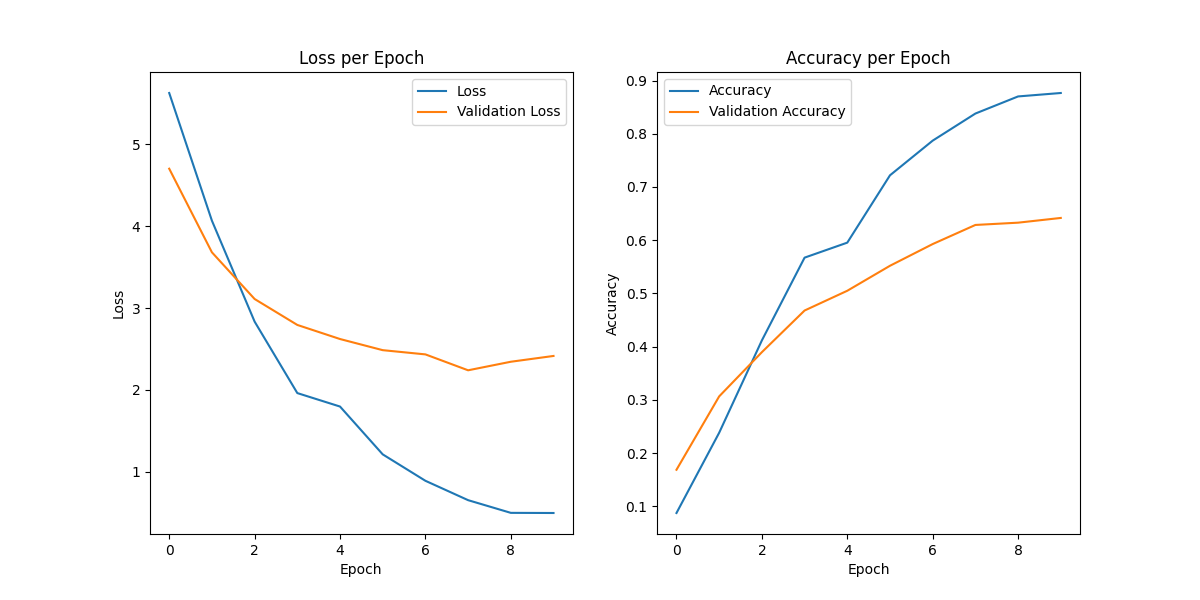 Loss per Epoch
Loss
Validation Loss
5
4
3
2
1
Loss
0 2 4 6 8
Epoch
Accuracy per Epoch
Accuracy
Validation Accuracy
0.9
0.8
0.7
0.6
0.5
0.4
0.3
0.2
0.1
Accuracy
0 2 4 6 8
Epoch